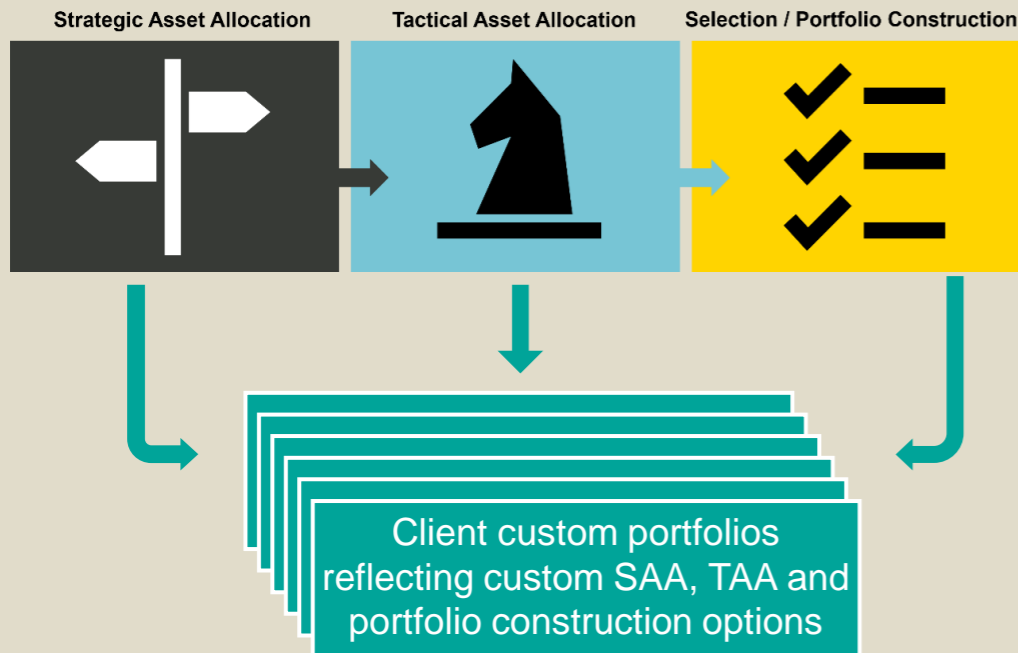 Strategic Asset Allocation
Tactical Asset Allocation
Selection / Portfolio Construction
Client custom portfolios
reflecting custom SAA, TAA and
portfolio construction options